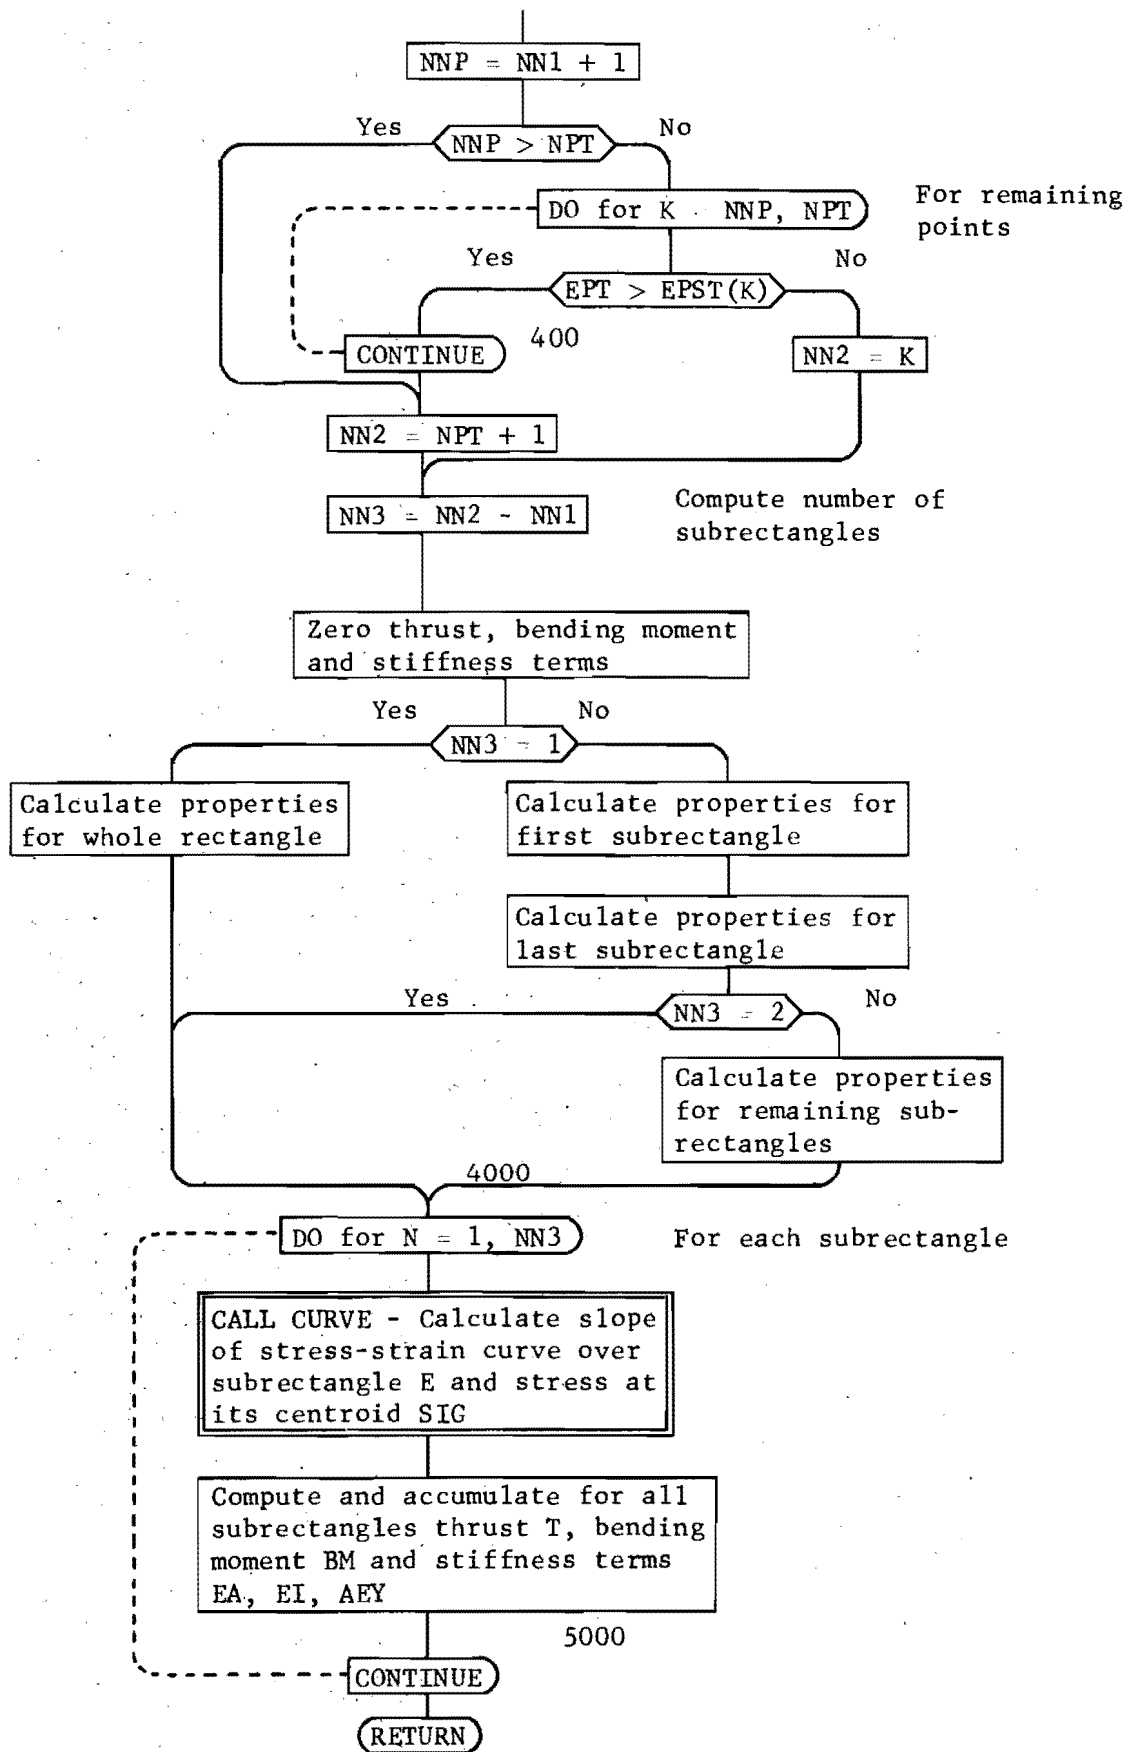 NNP = NN1 + 1
Yes
No
NNP > NPT
DO for K - NNP, NPT
For remaining
points
Yes
No
EPT > EPST(K)
400
CONTINUE
NN2 = K
NN2 = NPT + 1
NN3 = NN2 - NN1
Compute number of
subrectangles
Zero thrust, bending moment
and stiffness terms
Yes
No
NN3 = 1
Calculate properties
for whole rectangle
Calculate properties for
first subrectangle
Calculate properties for
last subrectangle
Yes
No
NN3 = 2
Calculate properties
for remaining sub-
rectangles
4000
DO for N = 1, NN3
For each subrectangle
CALL CURVE - Calculate slope
of stress-strain curve over
subrectangle E and stress at
its centroid SIG
Compute and accumulate for all
subrectangles thrust T, bending
moment BM and stiffness terms
EA, EI, AEY
5000
CONTINUE
RETURN